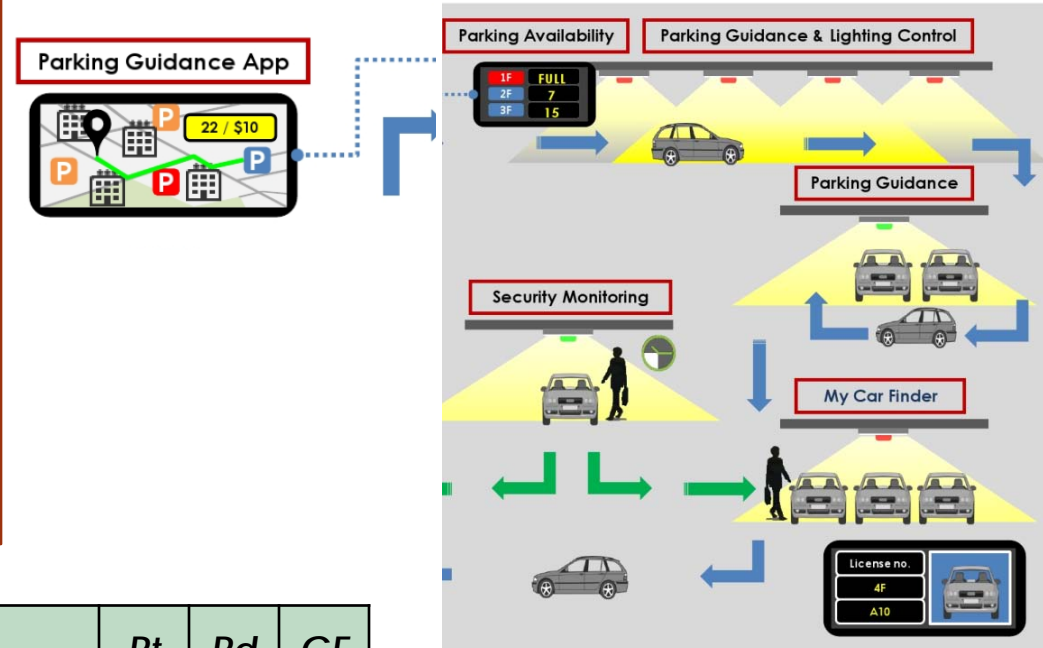 Parking Guidance App
22 / $10
P
P
P
P
Parking Availability
Parking Guidance & Lighting Control
1F FULL
2F 7
3F 15
Parking Guidance
Security Monitoring
My Car Finder
License no.
4F
A10